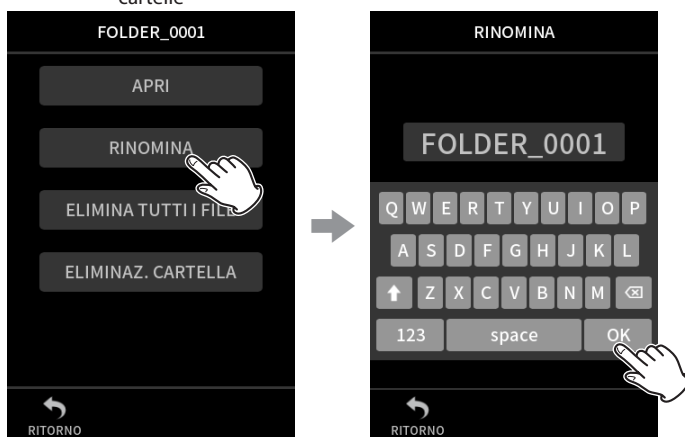 cartelle
FOLDER_0001
APRI
RINOMINA
ELIMINA TUTTI I FILE
ELIMINAZ. CARTELLA
RITORNO
RINOMINA
FOLDER_0001
Q W E R T Y U I O P
A S D F G H J K L
Z X C V B N M
123 space OK
RITORNO